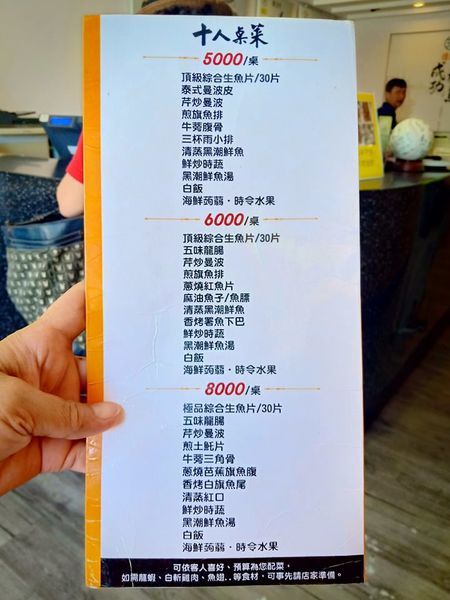 十人桌菜
5000/桌
頂級綜合生魚片/30片
泰式曼波皮
芹炒曼波
煎旗魚排
牛蒡腹骨
三杯雨小排
清蒸黑潮鮮魚
鮮炒時蔬
黑潮鮮魚湯
白飯
海鮮蒟蒻・時令水果
6000/桌
頂級綜合生魚片/30片
五味龍腸
芹炒曼波
煎旗魚排
蔥燒紅魚片
麻油魚子/魚膘
清蒸黑潮鮮魚
香烤署魚下巴
鮮炒時蔬
黑潮鮮魚湯
白飯
海鮮蒟蒻・時令水果
8000/桌
極品綜合生魚片/30片
五味龍腸
芹炒曼波
煎土魠片
牛蒡三角骨
蔥燒芭蕉旗魚腹
香烤白旗魚尾
清蒸紅口
鮮炒時蔬
黑潮鮮魚湯
白飯
海鮮蒟蒻・時令水果
可依客人喜好、預算為您配菜,
如需龍蝦、白斬雞肉、魚翅..等食材,可事先請店家準備。
成功